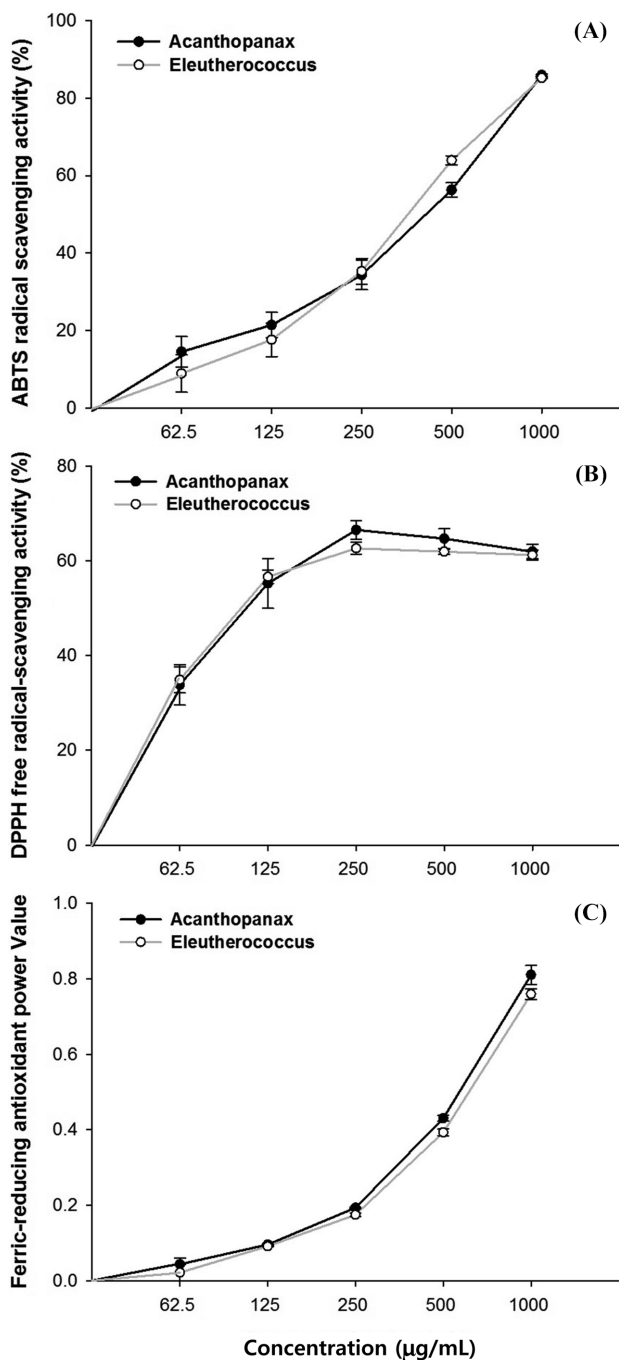 (A)
Acanthopanax
Eleutherococcus
ABTS radical scavenging activity (%)
100
80
60
40
20
0
62.5 125 250 500 1000
(B)
Acanthopanax
Eleutherococcus
DPPH free radical-scavenging activity (%)
80
60
40
20
0
62.5 125 250 500 1000
(C)
Acanthopanax
Eleutherococcus
Ferric-reducing antioxidant power Value
1.0
0.8
0.6
0.4
0.2
0.0
62.5 125 250 500 1000
Concentration (μg/mL)